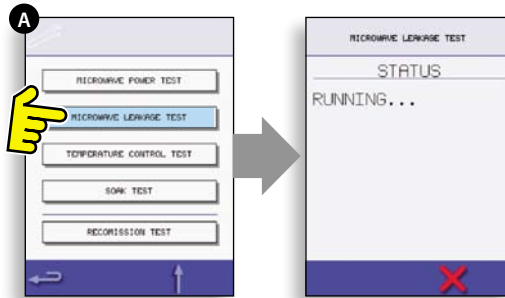 A
MICROWAVE POWER TEST
MICROWAVE LEAKAGE TEST
TEMPERATURE CONTROL TEST
SOAK TEST
RECOMISSION TEST
MICROWAVE LEAKAGE TEST
STATUS
RUNNING...